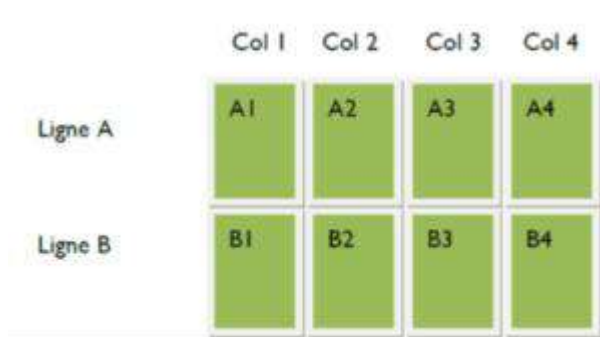 Col 1 Col 2 Col 3 Col 4
Ligne A
A1 A2 A3 A4
Ligne B
B1 B2 B3 B4